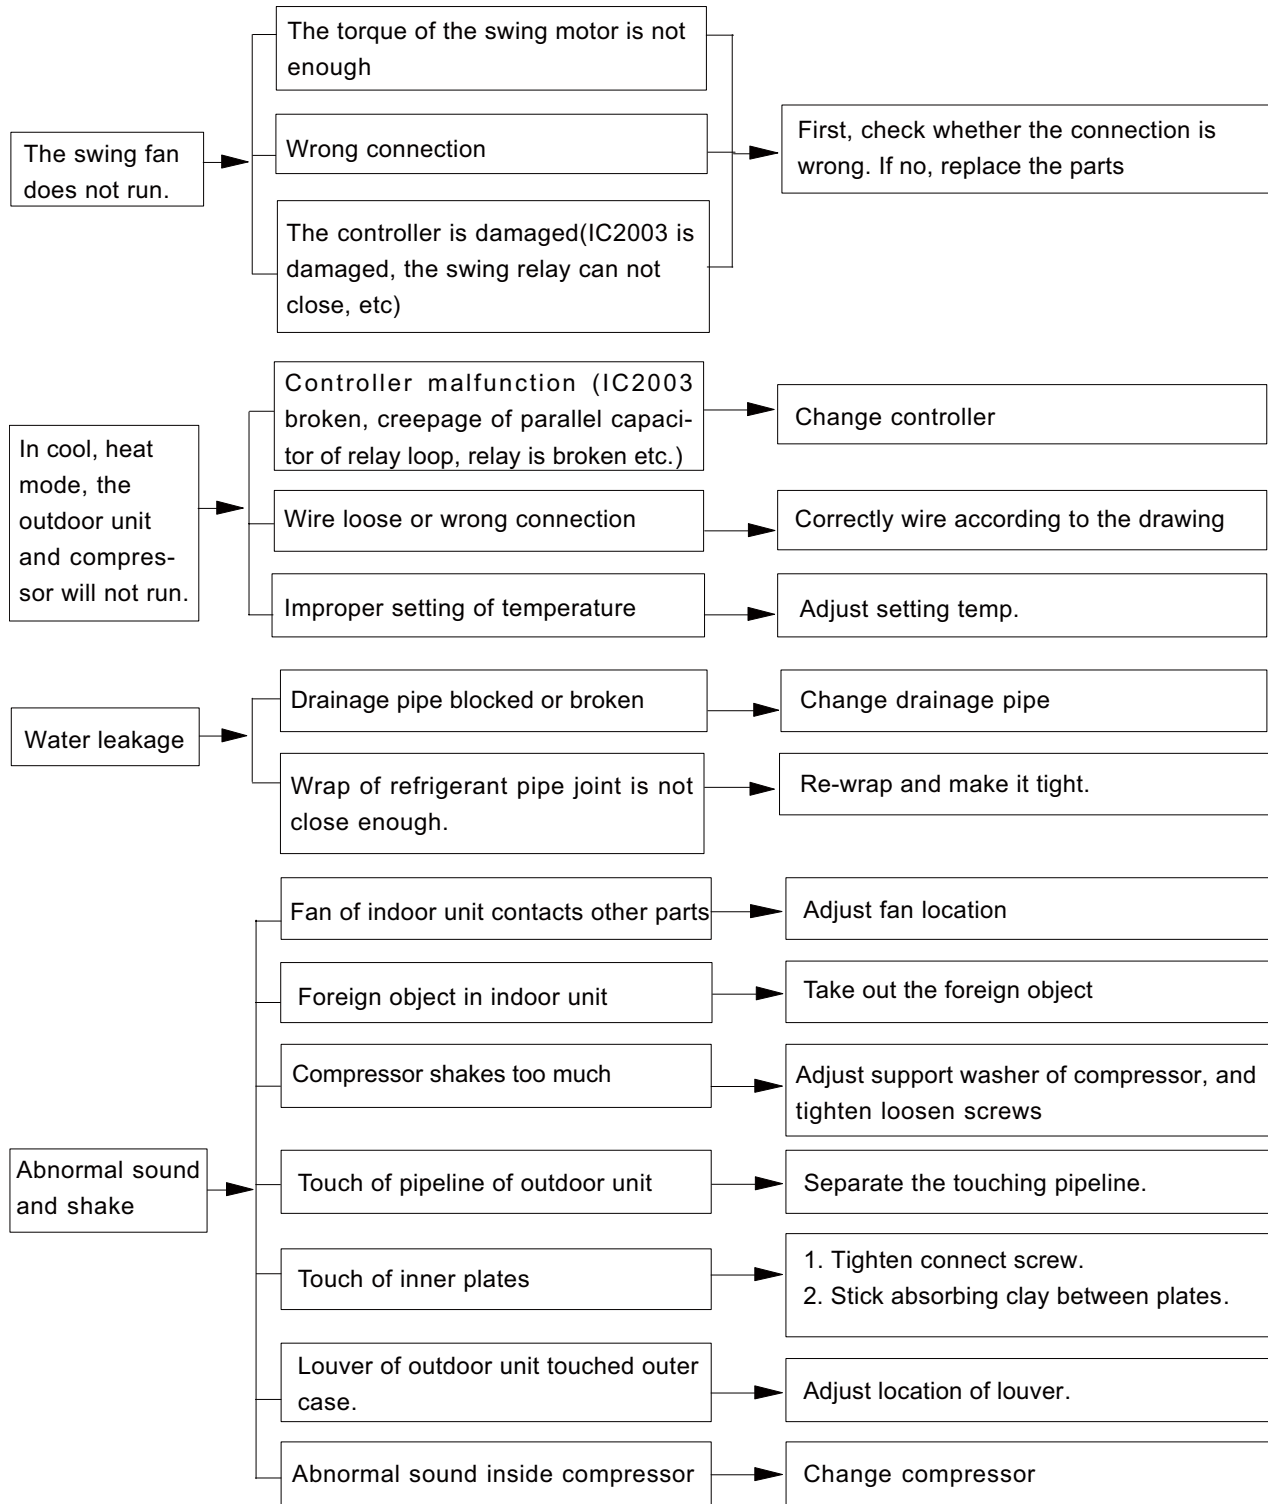 The swing fan
does not run.
The torque of the swing motor is not
enough
Wrong connection
The controller is damaged(IC2003 is
damaged, the swing relay can not
close, etc)
First, check whether the connection is
wrong. If no, replace the parts
In cool, heat
mode, the
outdoor unit
and compres-
sor will not run.
Controller malfunction (IC2003
broken, creepage of parallel capaci-
tor of relay loop, relay is broken etc.)
Change controller
Wire loose or wrong connection
Correctly wire according to the drawing
Improper setting of temperature
Adjust setting temp.
Water leakage
Drainage pipe blocked or broken
Change drainage pipe
Wrap of refrigerant pipe joint is not
close enough.
Re-wrap and make it tight.
Abnormal sound
and shake
Fan of indoor unit contacts other parts
Adjust fan location
Foreign object in indoor unit
Take out the foreign object
Compressor shakes too much
Adjust support washer of compressor, and
tighten loosen screws
Touch of pipeline of outdoor unit
Separate the touching pipeline.
Touch of inner plates
1. Tighten connect screw.
2. Stick absorbing clay between plates.
Louver of outdoor unit touched outer
case.
Adjust location of louver.
Abnormal sound inside compressor
Change compressor